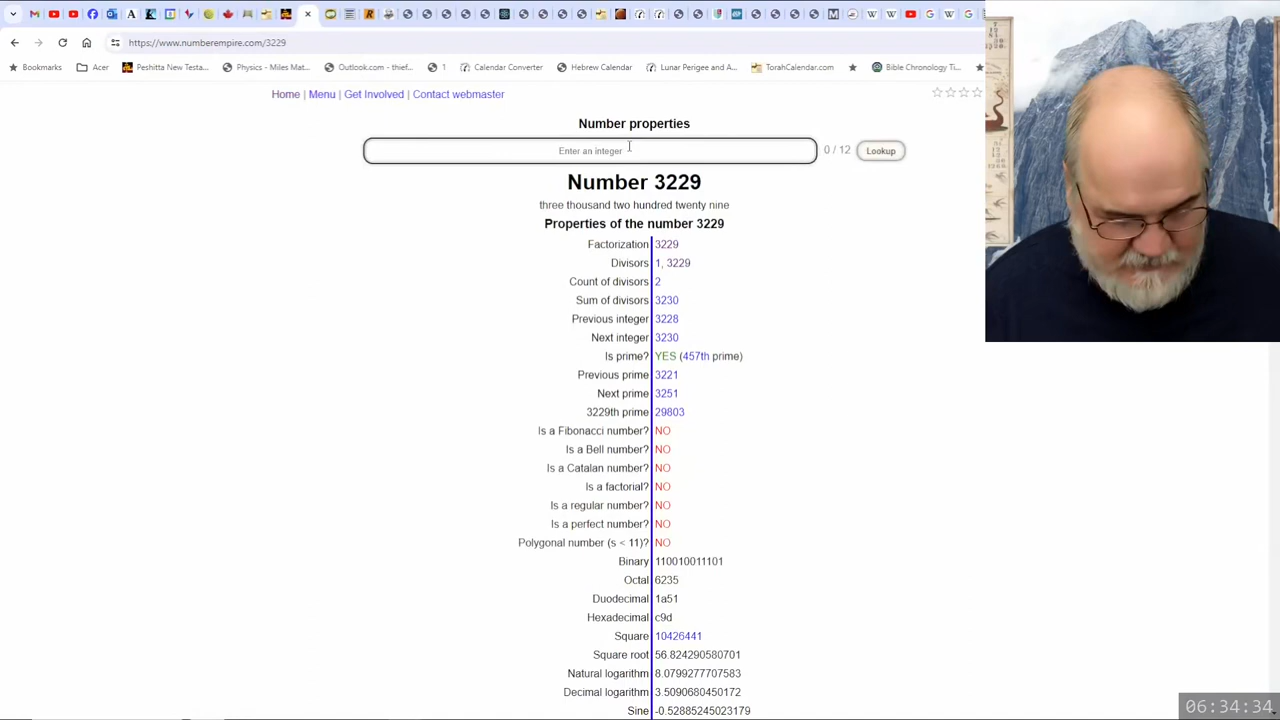 https://www.numberempire.com/3229
Bookmarks
Acer
Peshitta New Testa...
Physics - Miles Ma...
Outlook.com - thief...
1
Calendar Converter
Hebrew Calendar
Lunar Perigee and A...
TorahCalendar.com
Bible Chronology Ti...
Home | Menu | Get Involved | Contact webmaster
Number properties
Enter an integer
0 / 12
Lookup
Number 3229
three thousand two hundred twenty nine
Properties of the number 3229
Factorization 3229
Divisors 1, 3229
Count of divisors 2
Sum of divisors 3230
Previous integer 3228
Next integer 3230
Is prime? YES (457th prime)
Previous prime 3221
Next prime 3251
3229th prime 29803
Is a Fibonacci number? NO
Is a Bell number? NO
Is a Catalan number? NO
Is a factorial? NO
Is a regular number? NO
Is a perfect number? NO
Polygonal number (s < 11)? NO
Binary 110010011101
Octal 6235
Duodecimal 1a51
Hexadecimal c9d
Square 10426441
Square root 56.824290580701
Natural logarithm 8.0799277707583
Decimal logarithm 3.5090680450172
Sine -0.52885245023179
06:34:34